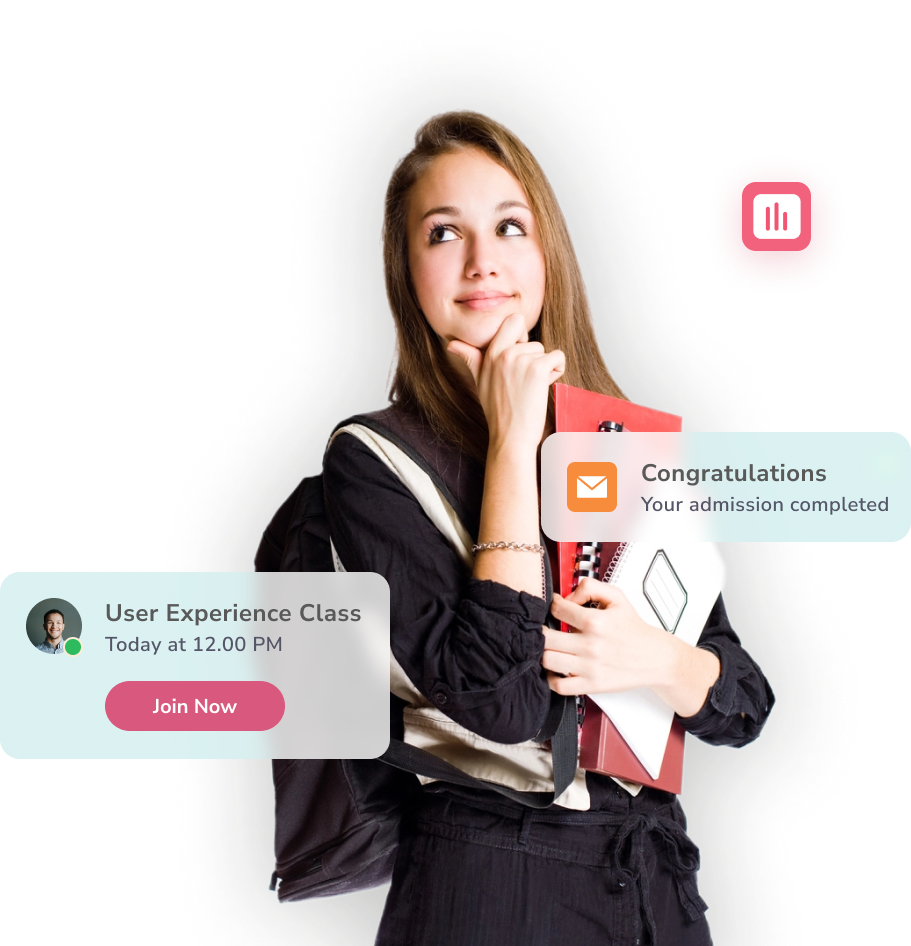 Congratulations
Your admission completed
User Experience Class
Today at 12.00 PM
Join Now